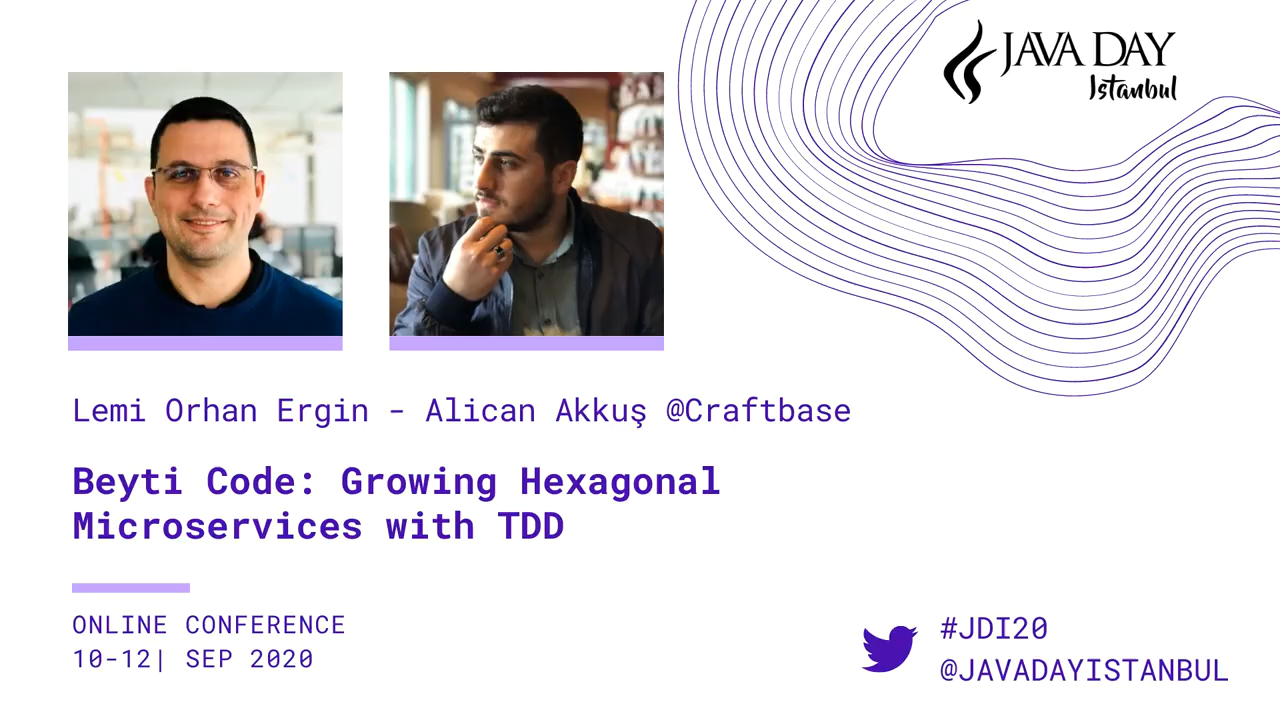 JAVA DAY
Istanbul
Lemi Orhan Ergin - Alican Akkuş @Craftbase
Beyti Code: Growing Hexagonal
Microservices with TDD
ONLINE CONFERENCE
10-12| SEP 2020
#JDI20
@JAVADAYISTANBUL